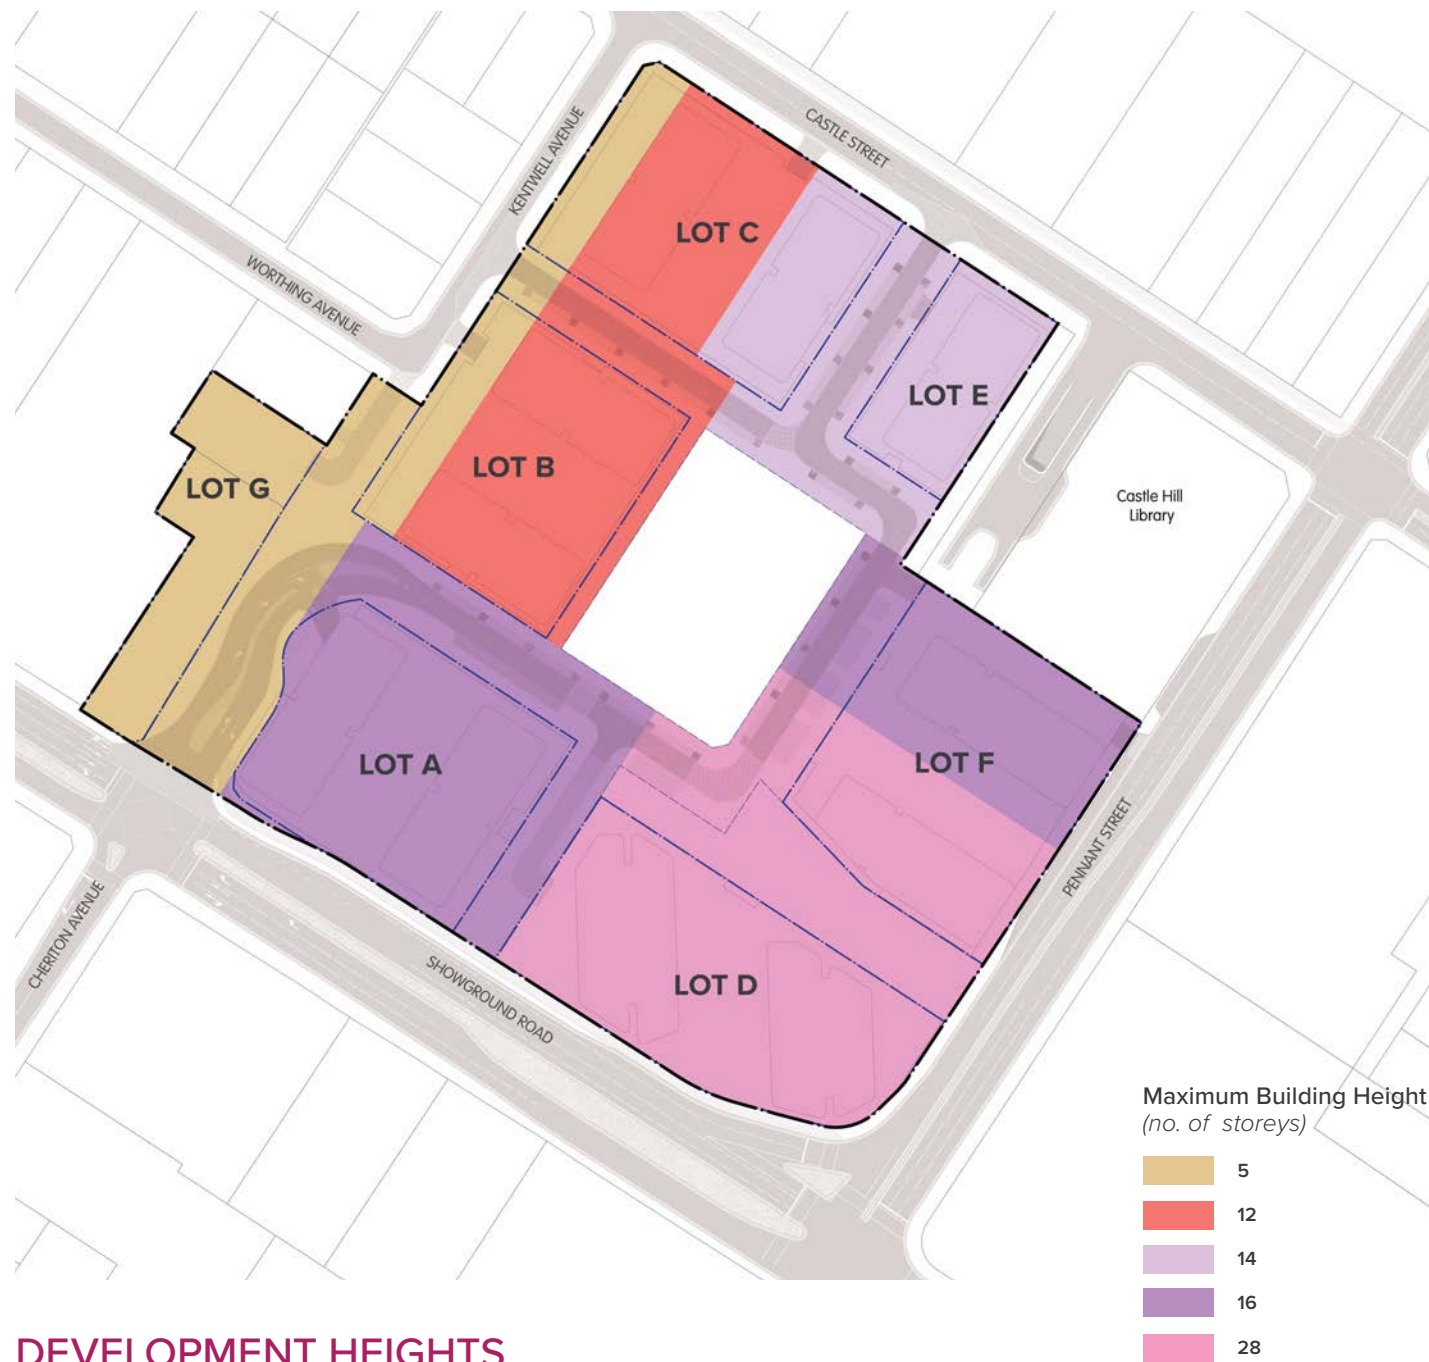 CASTLE STREET
KENTWELL AVENUE
WORTHING AVENUE
LOT C
LOT E
LOT B
LOT G
Castle Hill
Library
LOT A
LOT F
PENNANT STREET
CHERITON AVENUE
SHOWGROUND ROAD
LOT D
Maximum Building Height
(no. of storeys)
5
12
14
16
28
DEVELOPMENT HEIGHTS